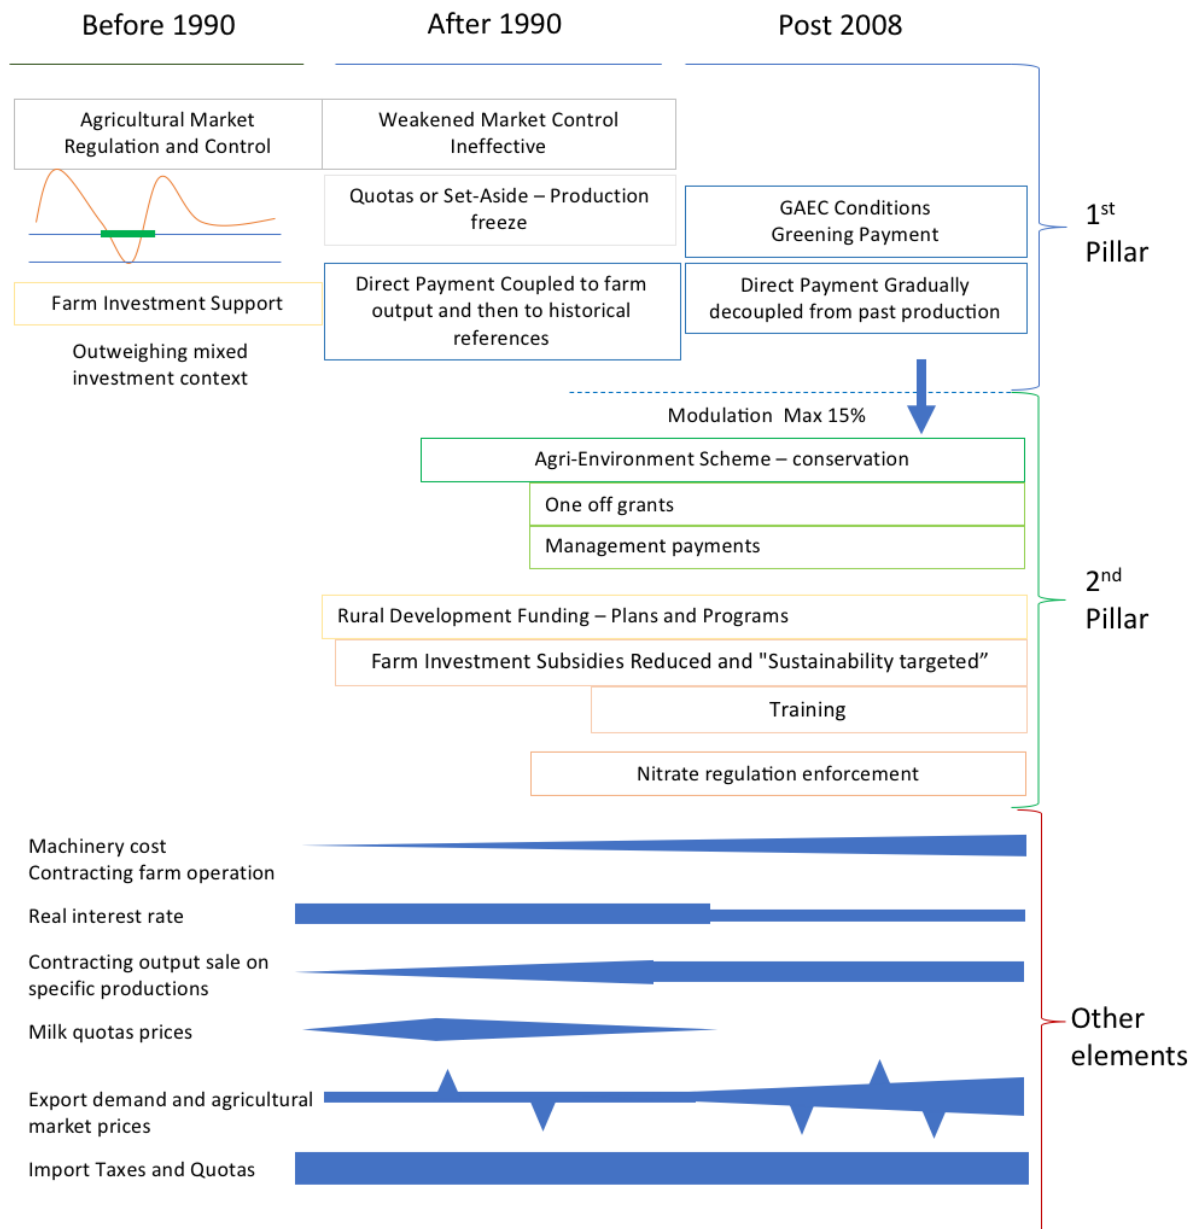 Before 1990
After 1990
Post 2008
Agricultural Market
Regulation and Control
Weakened Market Control
Ineffective
Quotas or Set-Aside – Production
freeze
GAEC Conditions
Greening Payment
1st
Pillar
Farm Investment Support
Direct Payment Coupled to farm
output and then to historical
references
Direct Payment Gradually
decoupled from past production
Outweighing mixed
investment context
Modulation Max 15%
Agri-Environment Scheme – conservation
One off grants
Management payments
2nd
Pillar
Rural Development Funding – Plans and Programs
Farm Investment Subsidies Reduced and "Sustainability targeted”
Training
Nitrate regulation enforcement
Machinery cost
Contracting farm operation
Real interest rate
Contracting output sale on
specific productions
Milk quotas prices
Other
elements
Export demand and agricultural
market prices
Import Taxes and Quotas